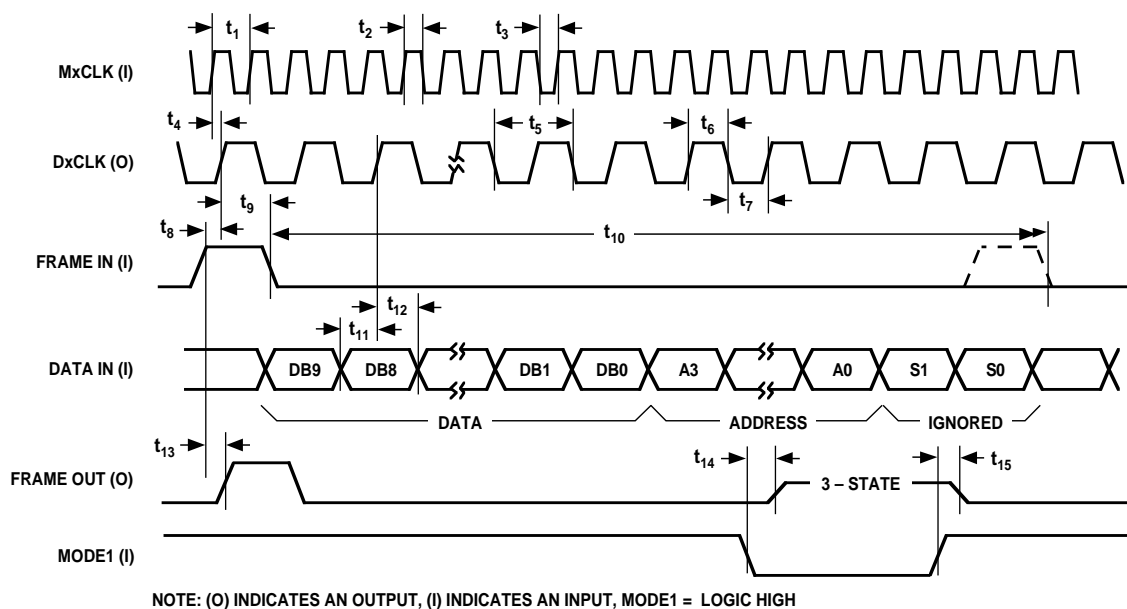 t1 t2 t3
MxCLK (I)
t4 t5 t6
DxCLK (O)
t9 t7
t8 t10
FRAME IN (I)
t12
t11
DATA IN (I) DB9 DB8 DB1 DB0 A3 A0 S1 S0
DATA ADDRESS IGNORED
t13 t14 t15
FRAME OUT (O) 3 – STATE
MODE1 (I)
NOTE: (O) INDICATES AN OUTPUT, (I) INDICATES AN INPUT, MODE1 = LOGIC HIGH